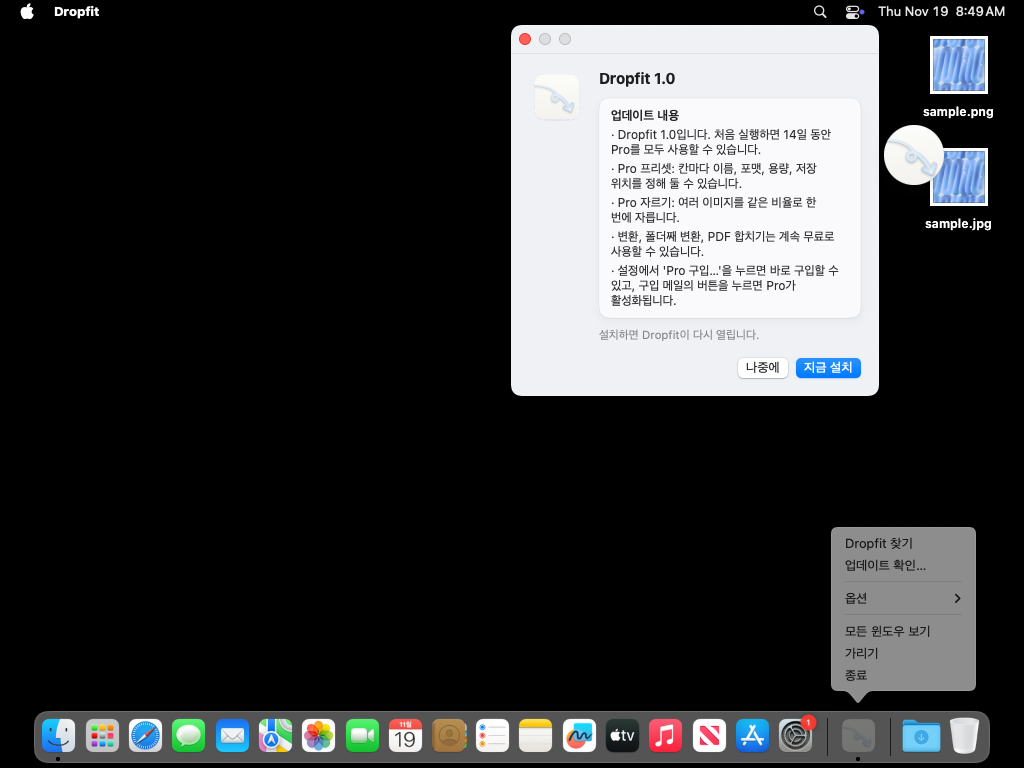 Dropfit
Thu Nov 19 8:49 AM
Dropfit 1.0
업데이트 내용
· Dropfit 1.0입니다. 처음 실행하면 14일 동안
Pro를 모두 사용할 수 있습니다.
· Pro 프리셋: 칸마다 이름, 포맷, 용량, 저장
위치를 정해 둘 수 있습니다.
· Pro 자르기: 여러 이미지를 같은 비율로 한
번에 자릅니다.
· 변환, 폴더째 변환, PDF 합치기는 계속 무료로
사용할 수 있습니다.
· 설정에서 'Pro 구입...'을 누르면 바로 구입할 수
있고, 구입 메일의 버튼을 누르면 Pro가
활성화됩니다.
설치하면 Dropfit이 다시 열립니다.
나중에
지금 설치
sample.png
sample.jpg
Dropfit 찾기
업데이트 확인...
옵션
모든 윈도우 보기
가리기
종료
11월
19
tv
1